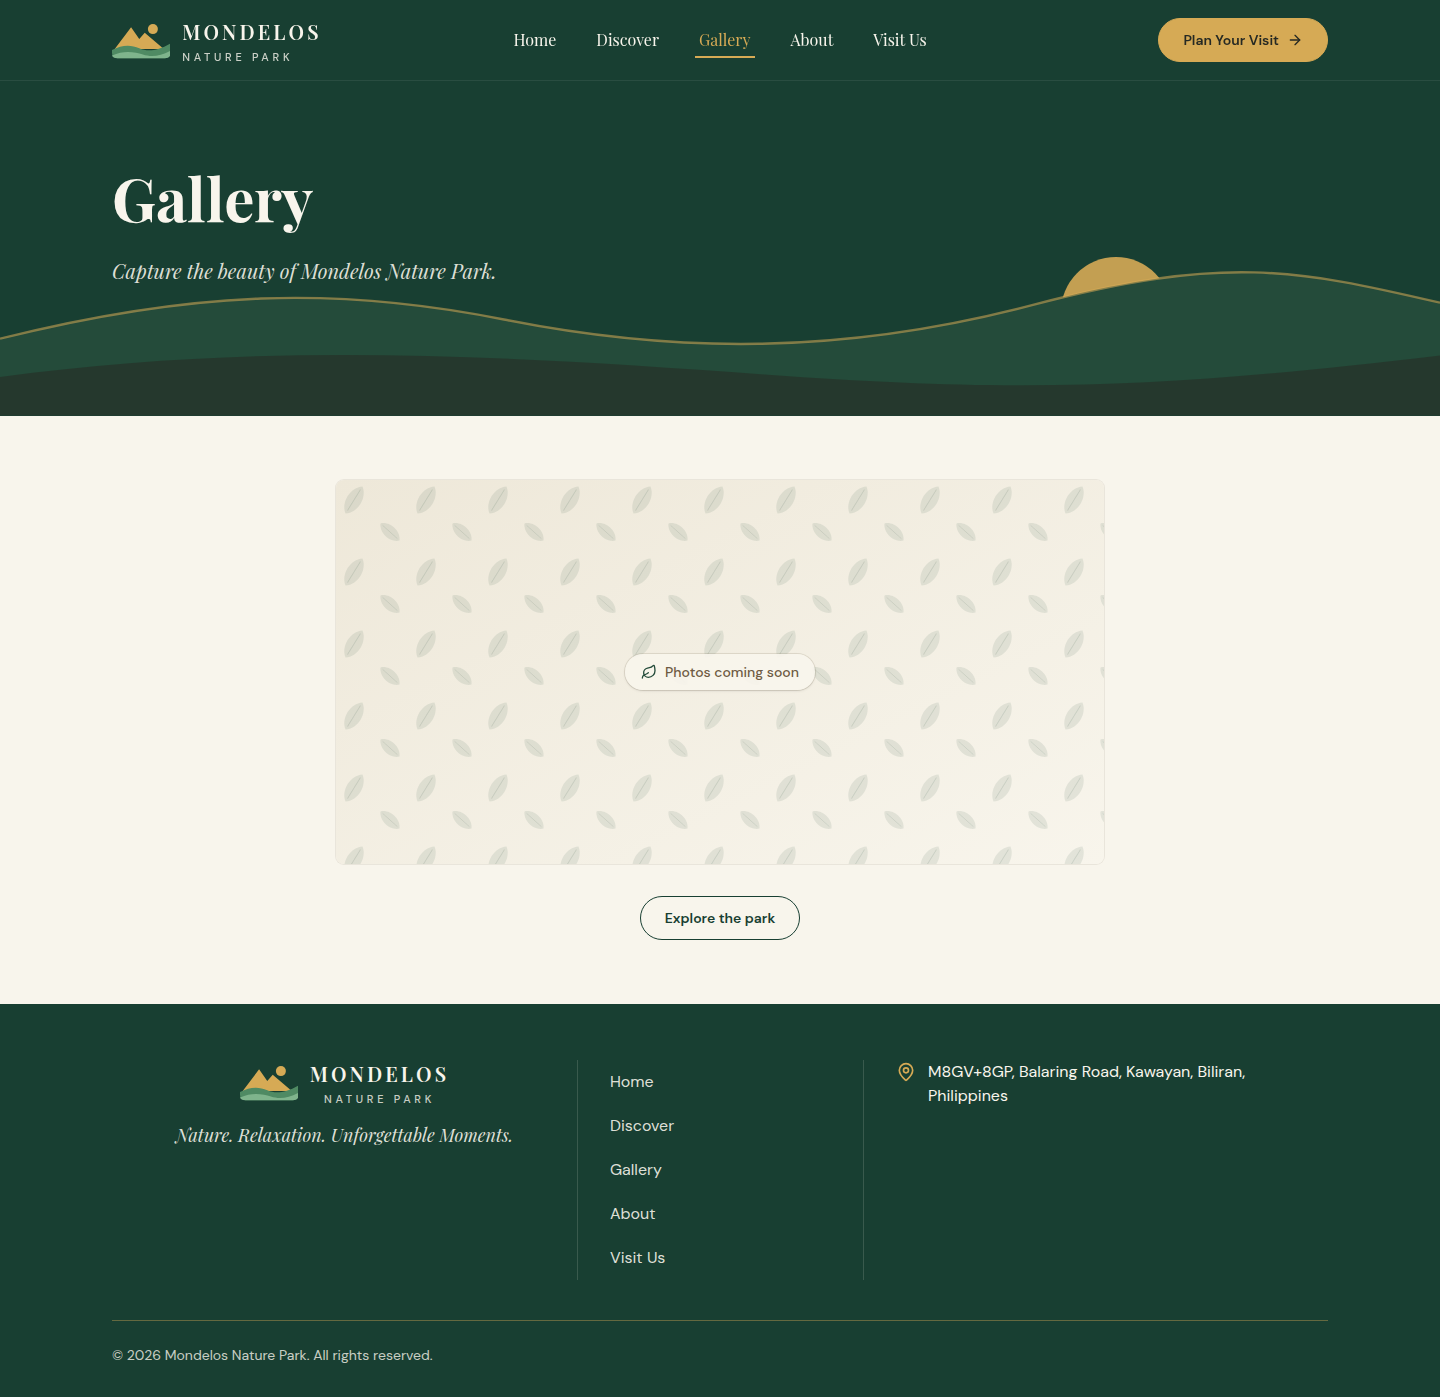 MONDELOS
NATURE PARK
Home
Discover
Gallery
About
Visit Us
Plan Your Visit
Gallery
Capture the beauty of Mondelos Nature Park.
Photos coming soon
Explore the park
MONDELOS
NATURE PARK
Nature. Relaxation. Unforgettable Moments.
Home
Discover
Gallery
About
Visit Us
M8GV+8GP, Balaring Road, Kawayan, Biliran,
Philippines
© 2026 Mondelos Nature Park. All rights reserved.